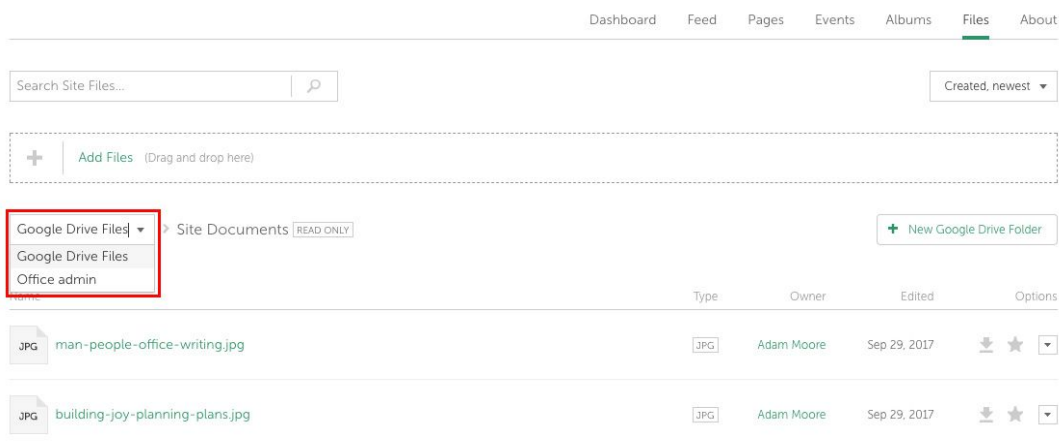 Dashboard Feed Pages Events Albums Files About
Search Site Files... Created, newest
Add Files (Drag and drop here)
Google Drive Files Site Documents READ ONLY New Google Drive Folder
Google Drive Files
Office admin
Name Type Owner Edited Options
JPG man-people-office-writing.jpg JPG Adam Moore Sep 29, 2017
JPG building-joy-planning-plans.jpg JPG Adam Moore Sep 29, 2017